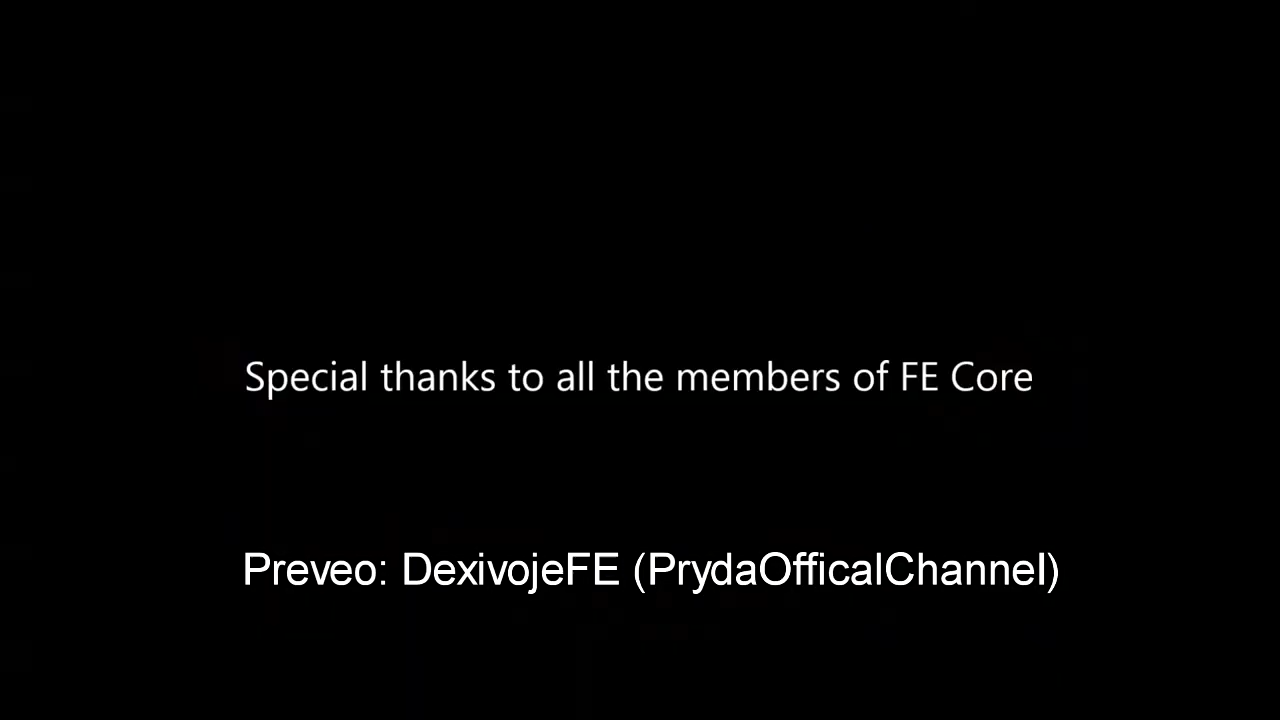 Special thanks to all the members of FE Core
Preveo: DexivojeFE (PrydaOfficalChannel)